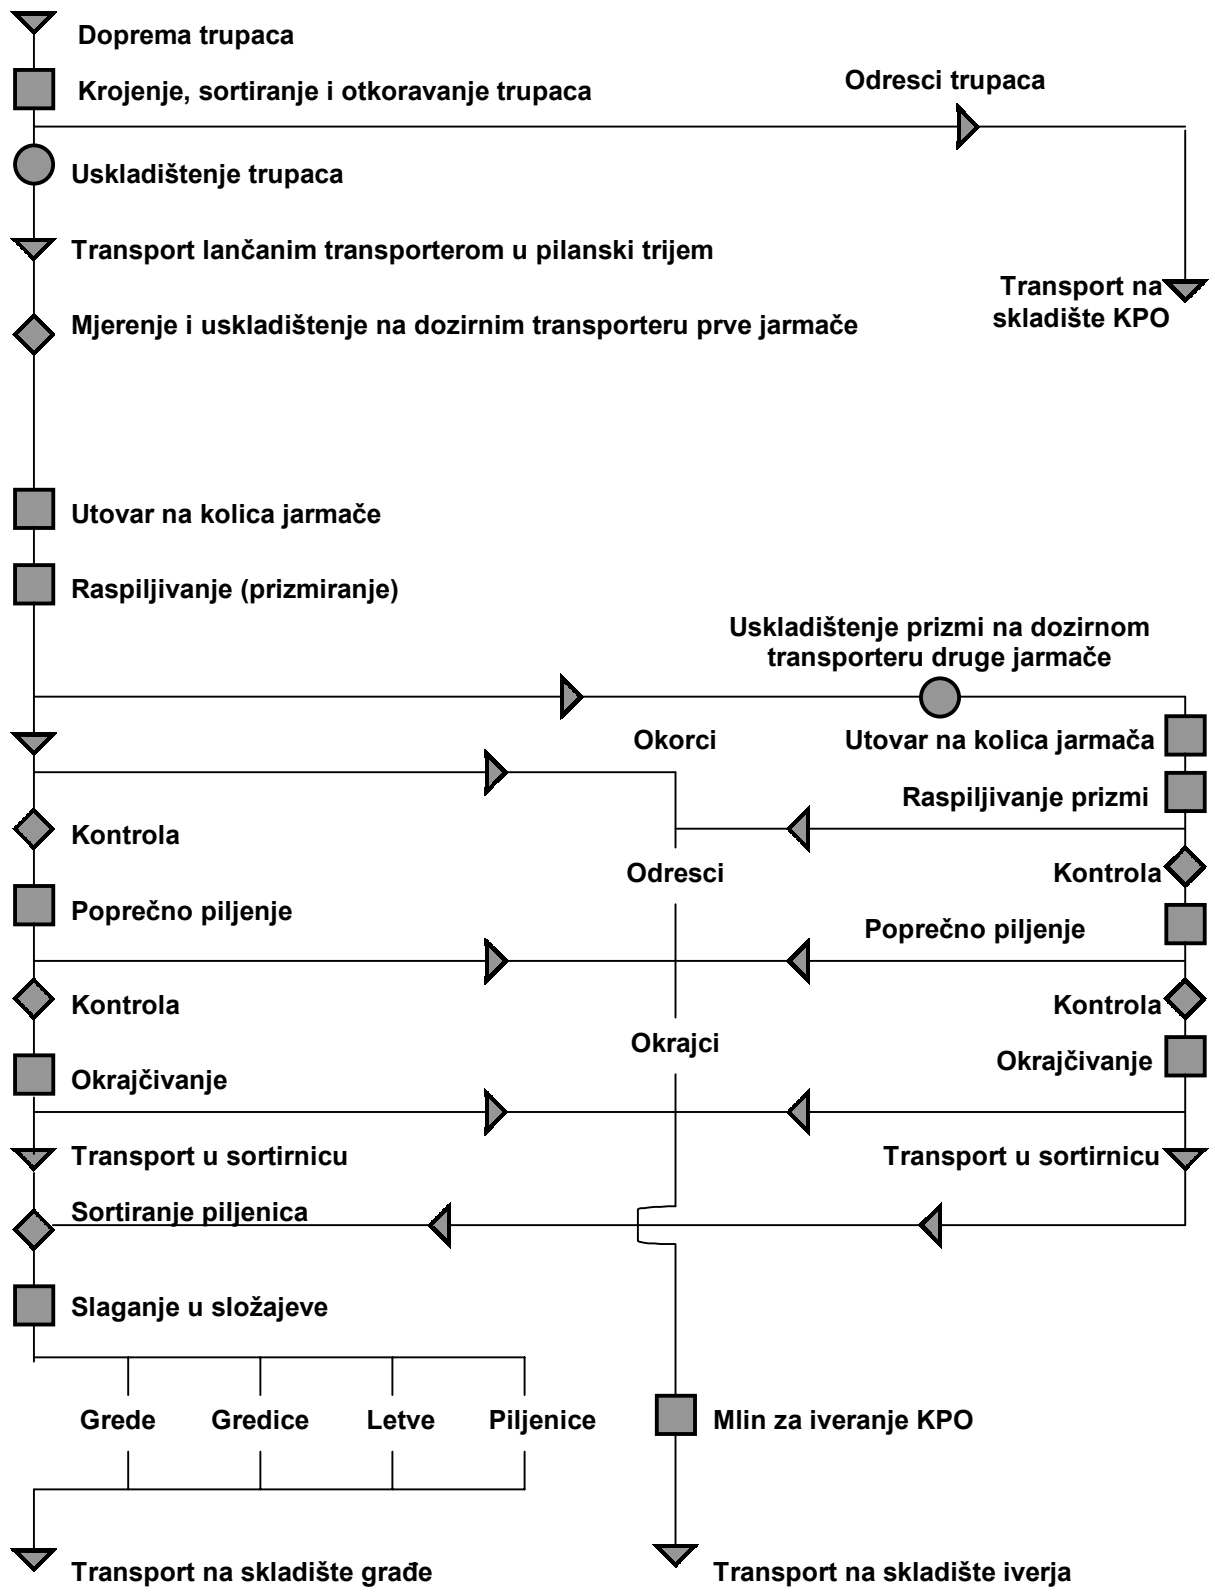 Doprema trupaca
Krojenje, sortiranje i otkoravanje trupaca
Odresci trupaca
Uskladištenje trupaca
Transport lančanim transporterom u pilanski trijem
Transport na
skladište KPO
Mjerenje i uskladištenje na dozirnim transporteru prve jarmače
Utovar na kolica jarmače
Raspiljivanje (prizmiranje)
Uskladištenje prizmi na dozirnom
transporteru druge jarmače
Okorci
Utovar na kolica jarmača
Raspiljivanje prizmi
Kontrola
Odresci
Kontrola
Poprečno piljenje
Poprečno piljenje
Kontrola
Kontrola
Okrajci
Okrajčivanje
Okrajčivanje
Transport u sortirnicu
Transport u sortirnicu
Sortiranje piljenica
Slaganje u složajeve
Grede
Gredice
Letve
Piljenice
Mlin za iveranje KPO
Transport na skladište građe
Transport na skladište iverja